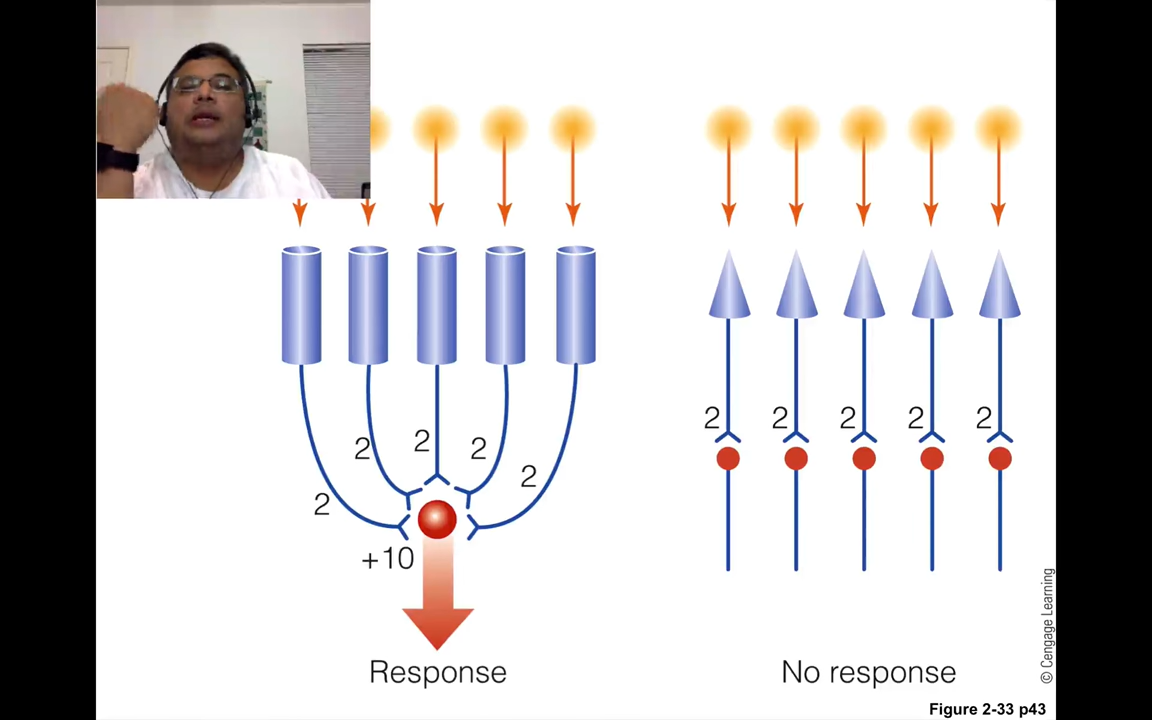 2 2 2 2 2
2 2 2 2 2
+10
Response
No response
© Cengage Learning
Figure 2-33 p43